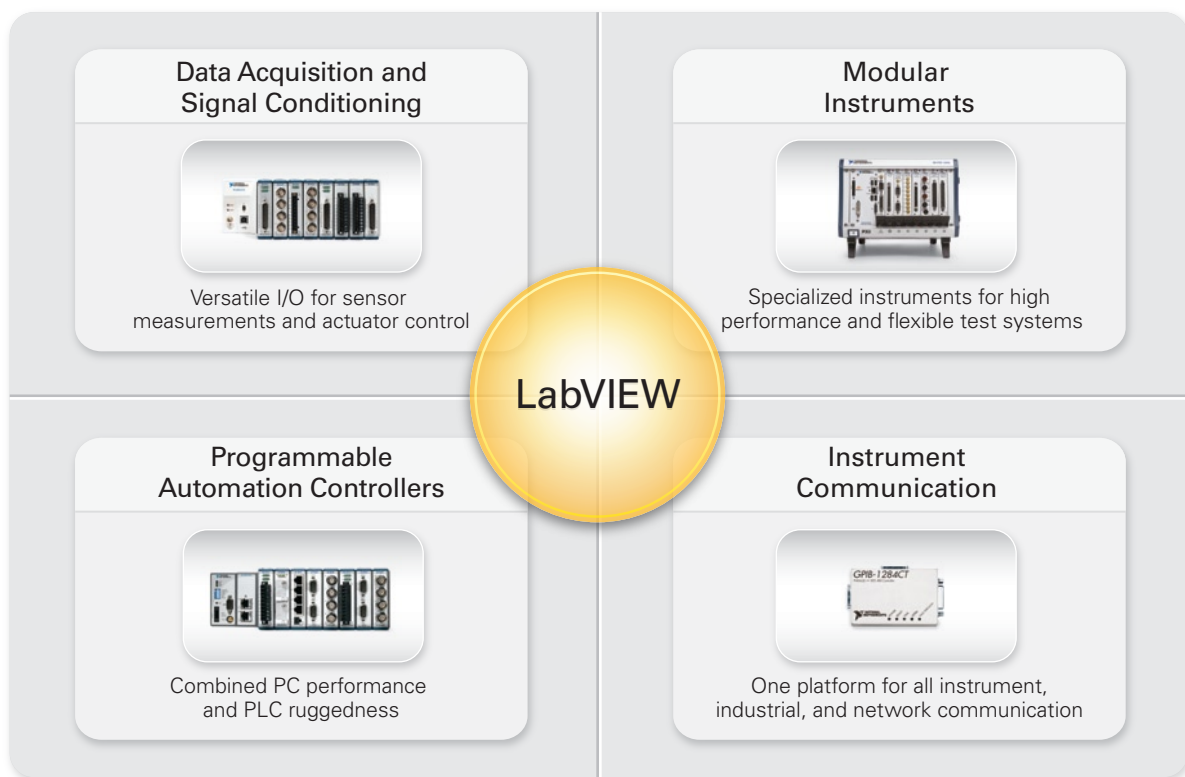 Data Acquisition and
Signal Conditioning
Versatile I/O for sensor
measurements and actuator control
Modular
Instruments
Specialized instruments for high
performance and flexible test systems
LabVIEW
Programmable
Automation Controllers
Combined PC performance
and PLC ruggedness
Instrument
Communication
GPIB-1284CT
One platform for all instrument,
industrial, and network communication